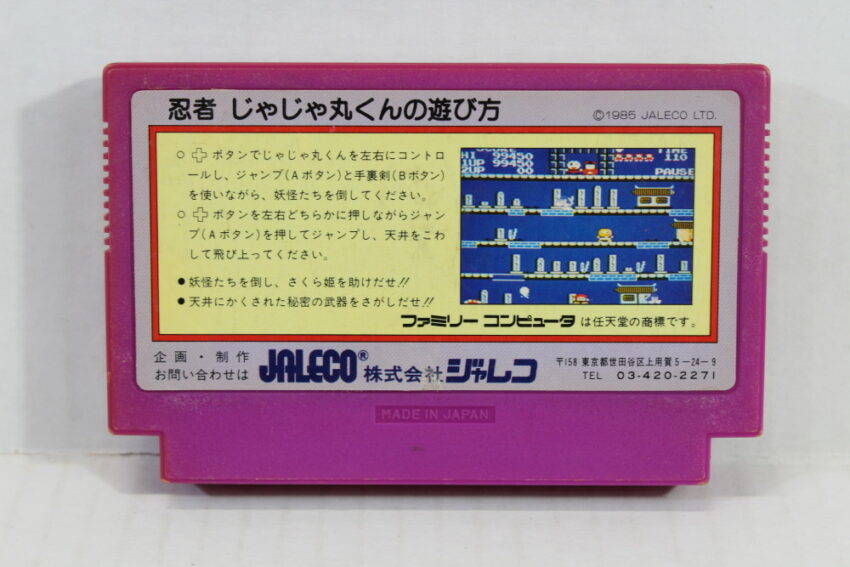 忍者 じゃじゃ丸くんの遊び方
©1985 JALECO LTD.
○ ボタンでじゃじゃ丸くんを左右にコントロ
ールし、ジャンプ(Aボタン)と手裏剣(Bボタン)
を使いながら、妖怪たちを倒してください。
○ ボタンを左右どちらかに押しながらジャン
プ(Aボタン)を押してジャンプし、天井をこわ
して飛び上ってください。
● 妖怪たちを倒し、さくら姫を助けだせ!!
● 天井にかくされた秘密の武器をさがしだせ!!
SCORE TIME
HI 99450 110
1UP 99450
2UP 00 PAUSE
ファミリー コンピュータ は任天堂の商標です。
企画・制作
お問い合わせは
JALECO® 株式会社 ジャレコ
〒158 東京都世田谷区上用賀5-24-9
TEL 03-420-2271
MADE IN JAPAN